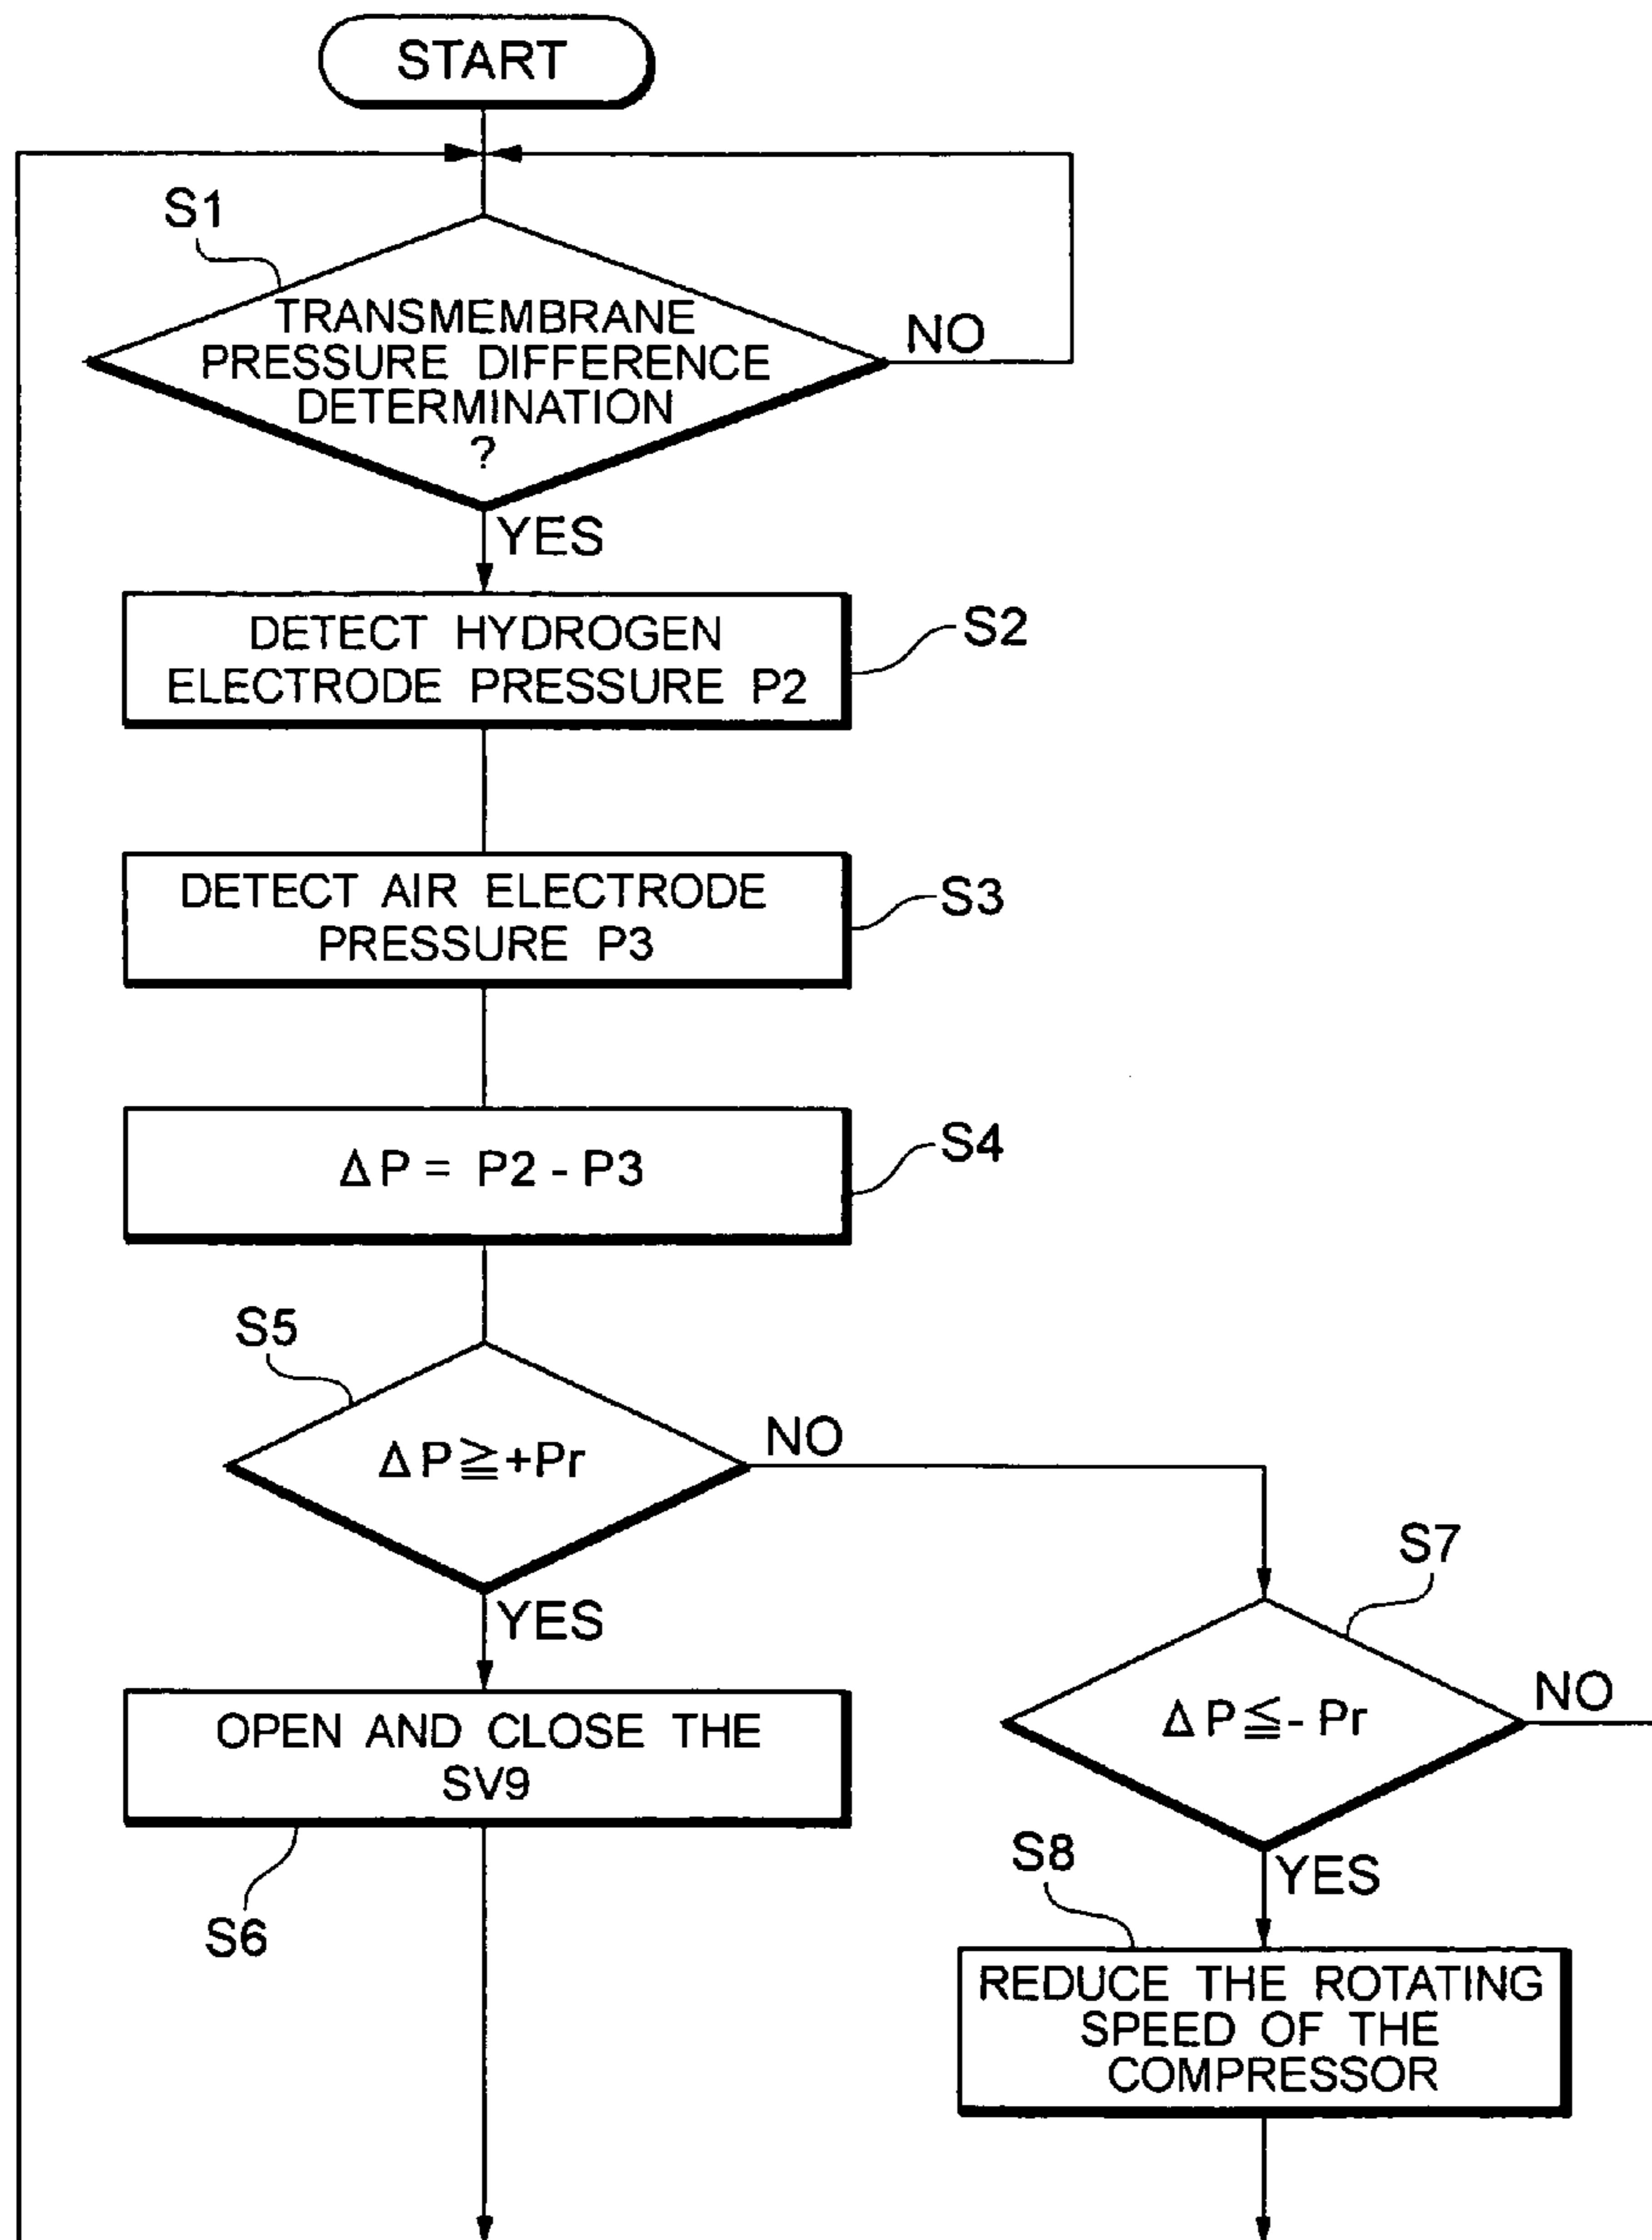 START
S1
TRANSMEMBRANE
PRESSURE DIFFERENCE
DETERMINATION
?
NO
YES
DETECT HYDROGEN
ELECTRODE PRESSURE P2
S2
DETECT AIR ELECTRODE
PRESSURE P3
S3
ΔP = P2 - P3
S4
S5
ΔP≧+Pr
NO
YES
S7
ΔP≦- Pr
NO
OPEN AND CLOSE THE
SV9
S6
YES
S8
REDUCE THE ROTATING
SPEED OF THE
COMPRESSOR